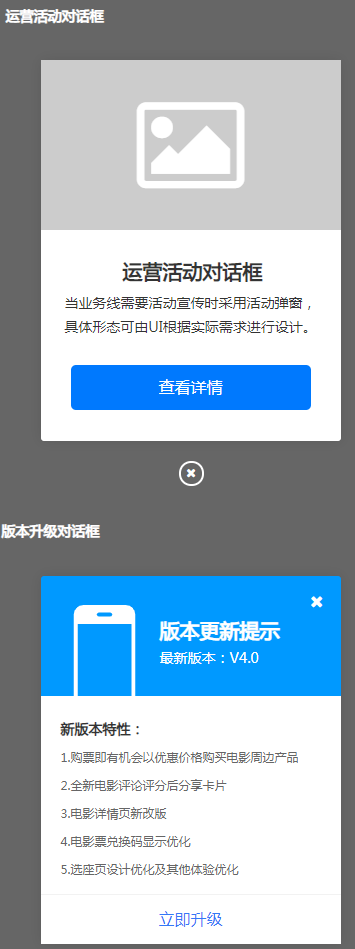 运营活动对话框
运营活动对话框
当业务线需要活动宣传时采用活动弹窗，
具体形态可由UI根据实际需求进行设计。
查看详情
版本升级对话框
版本更新提示
最新版本：V4.0
新版本特性：
1.购票即有机会以优惠价格购买电影周边产品
2.全新电影评论评分后分享卡片
3.电影详情页新改版
4.电影票兑换码显示优化
5.选座页设计优化及其他体验优化
立即升级